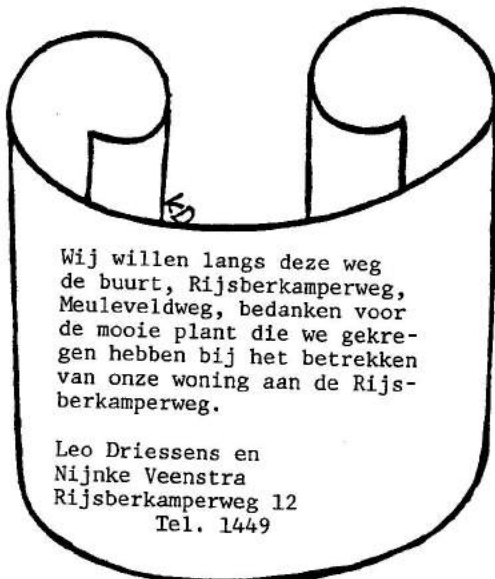 KD
Wij willen langs deze weg
de buurt, Rijsberkamperweg,
Meuleveldweg, bedanken voor
de mooie plant die we gekre-
gen hebben bij het betrekken
van onze woning aan de Rijs-
berkamperweg.
Leo Driessens en
Nijnke Veenstra
Rijsberkamperweg 12
Tel. 1449